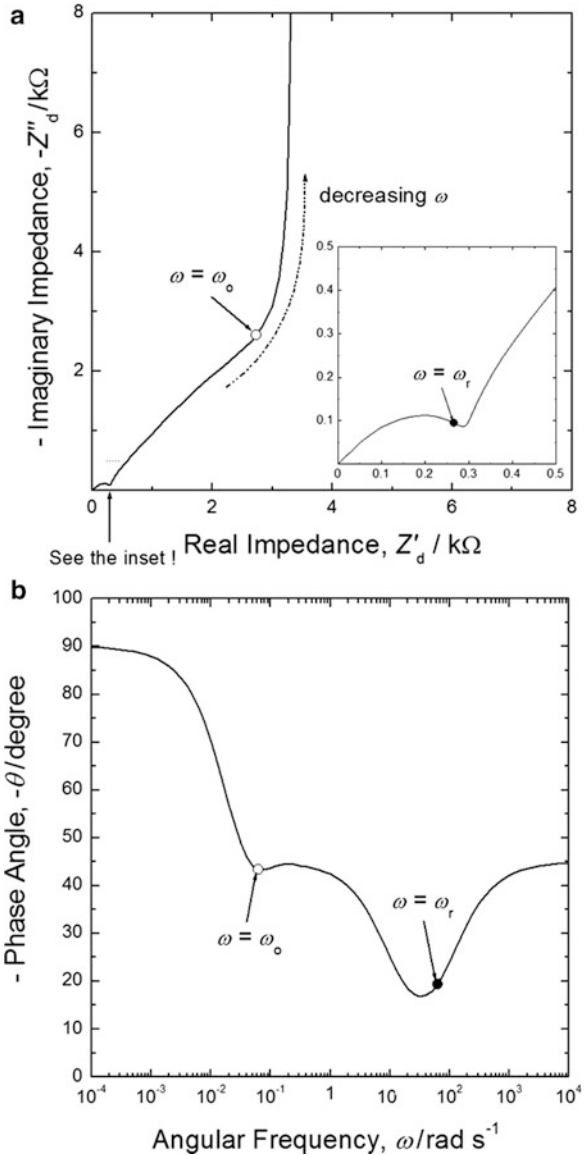 a
- Imaginary Impedance, -Z″d/kΩ
8
6
4
2
decreasing ω
ω = ωo
0.5
0.4
0.3
0.2
0.1
ω = ωr
0 0.1 0.2 0.3 0.4 0.5
0 2 4 6 8
See the inset !
Real Impedance, Z′d / kΩ
b
- Phase Angle, -θ/degree
100
90
80
70
60
50
40
30
20
10
0
ω = ωo
ω = ωr
10⁻⁴ 10⁻³ 10⁻² 10⁻¹ 10⁰ 10¹ 10² 10³ 10⁴
Angular Frequency, ω/rad s⁻¹